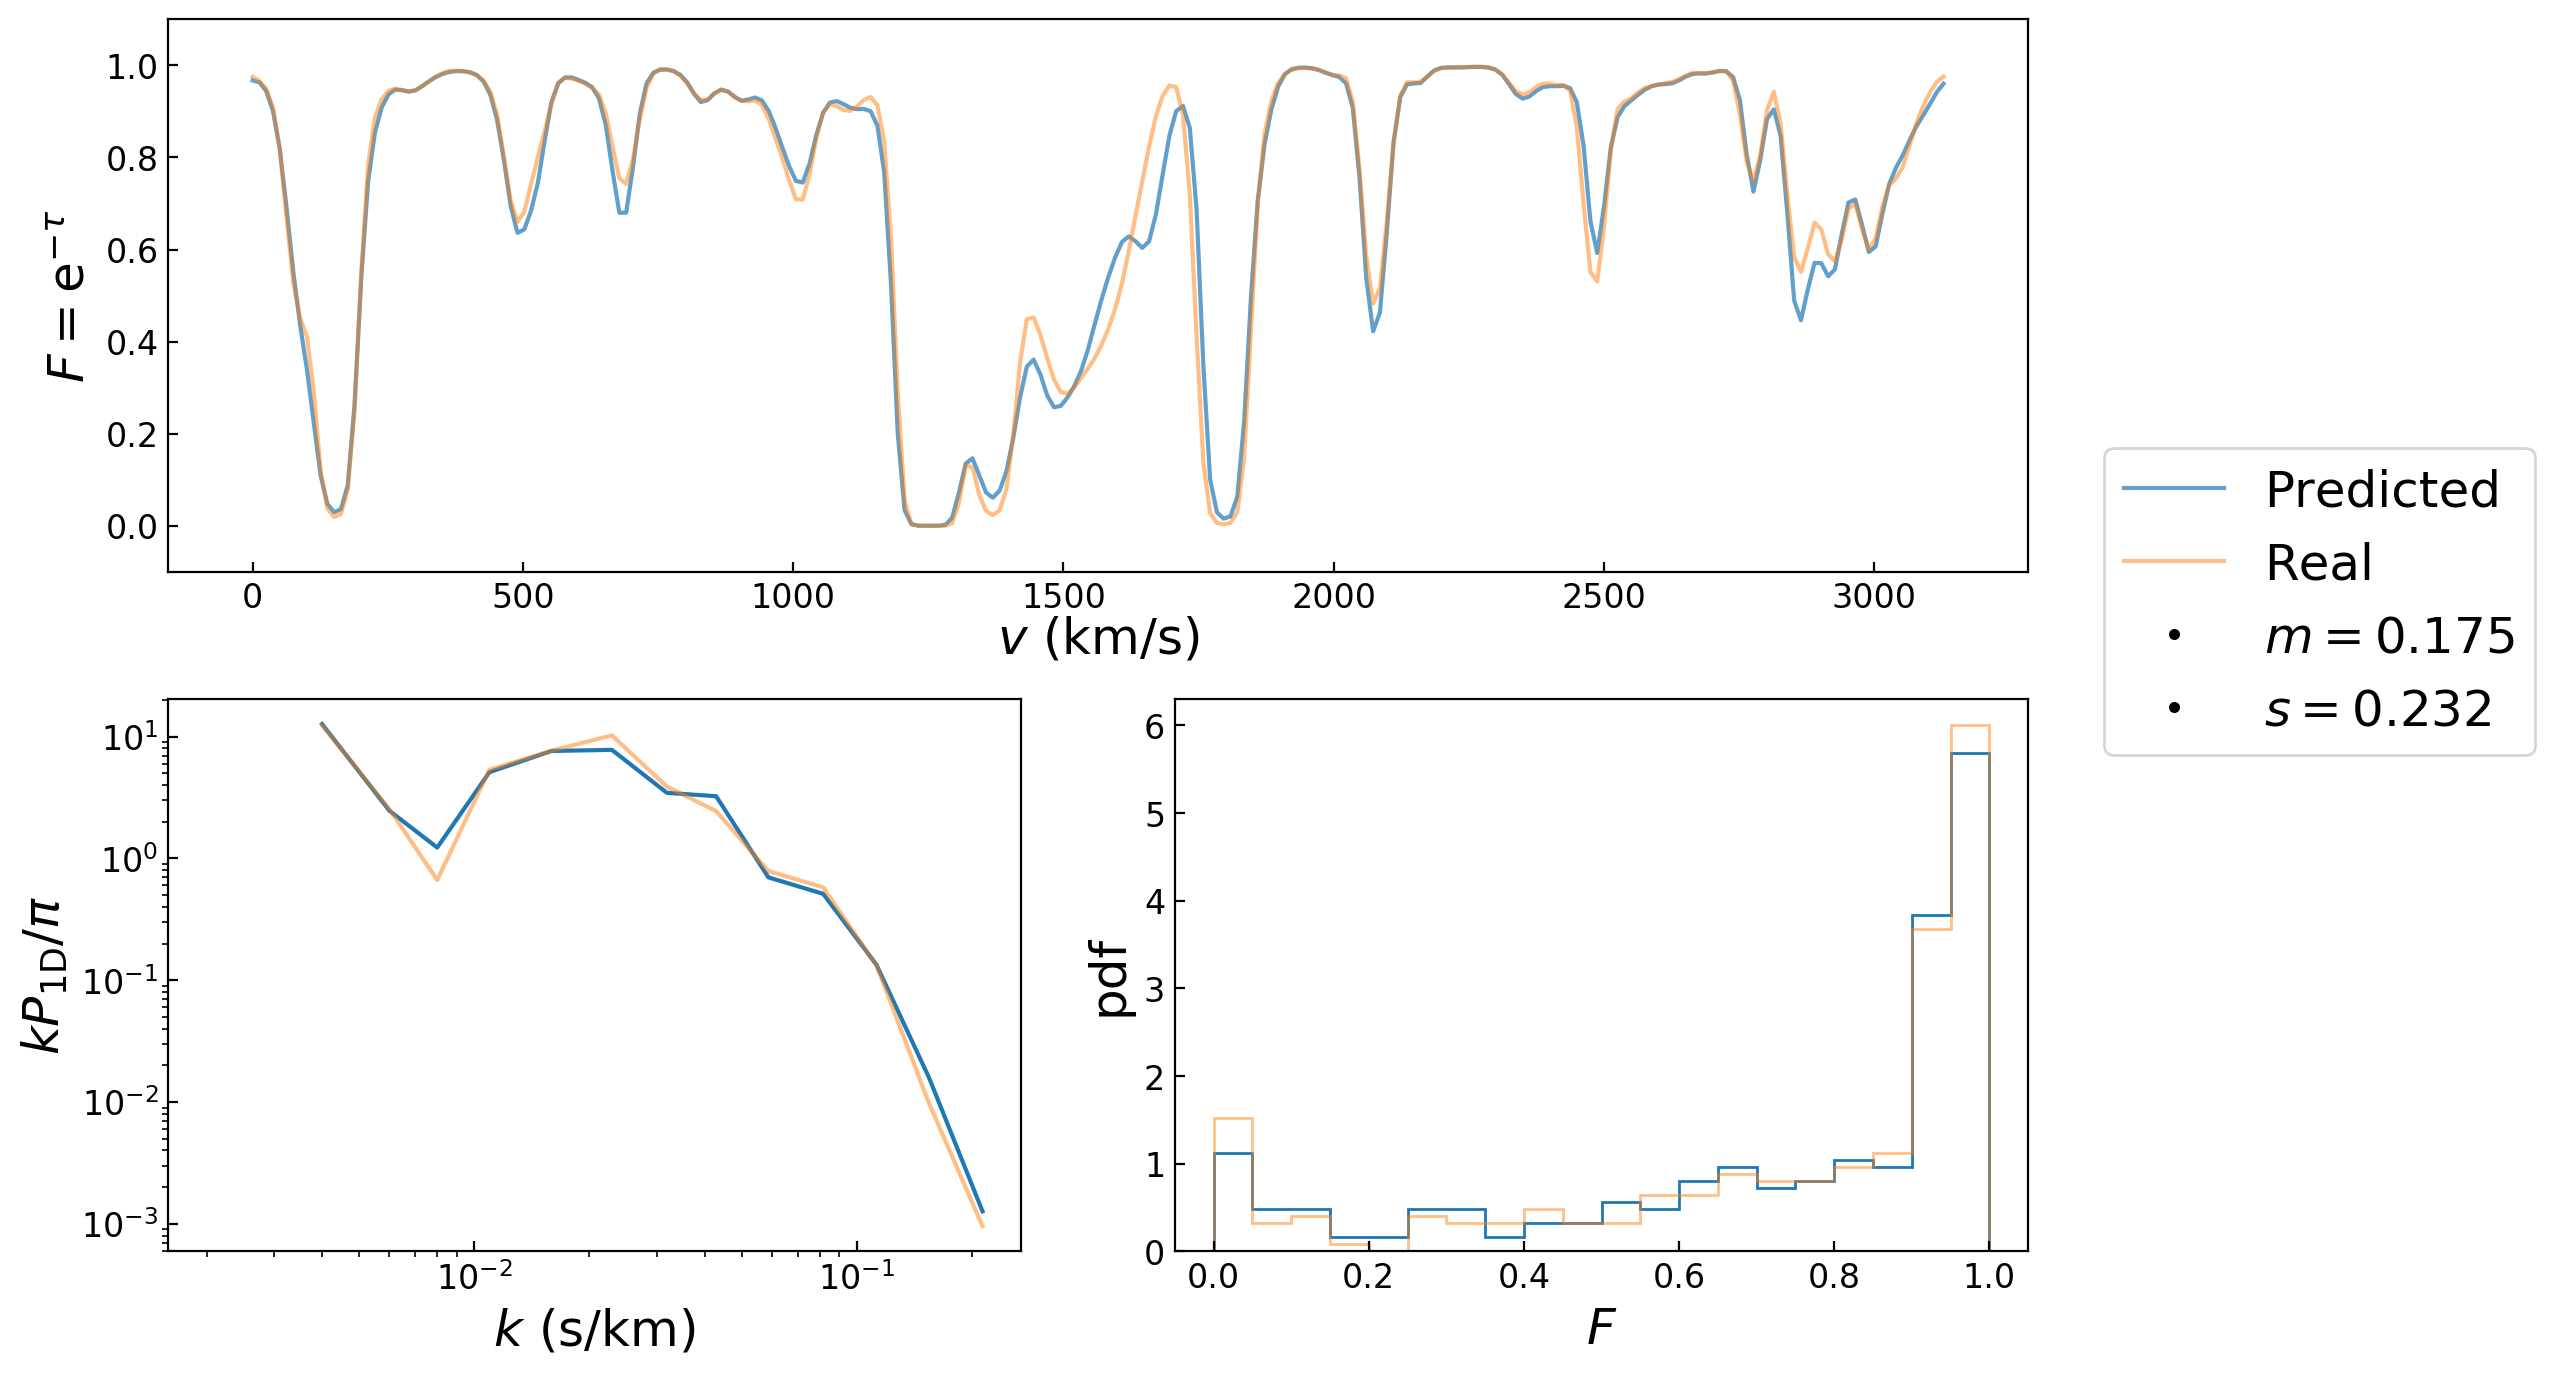 1.0
0.8
0.6
0.4
0.2
0.0
F = e^{−τ}
0 500 1000 1500 2000 2500 3000
v (km/s)
Predicted
Real
m = 0.175
s = 0.232
10^1
10^0
10^{−1}
10^{−2}
10^{−3}
kP_{1D}/π
10^{−2} 10^{−1}
k (s/km)
6
5
4
3
2
1
0
pdf
0.0 0.2 0.4 0.6 0.8 1.0
F